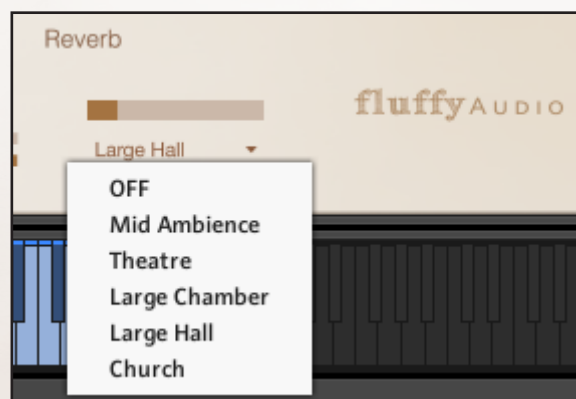 Reverb
fluffyAUDIO
Large Hall
OFF
Mid Ambience
Theatre
Large Chamber
Large Hall
Church